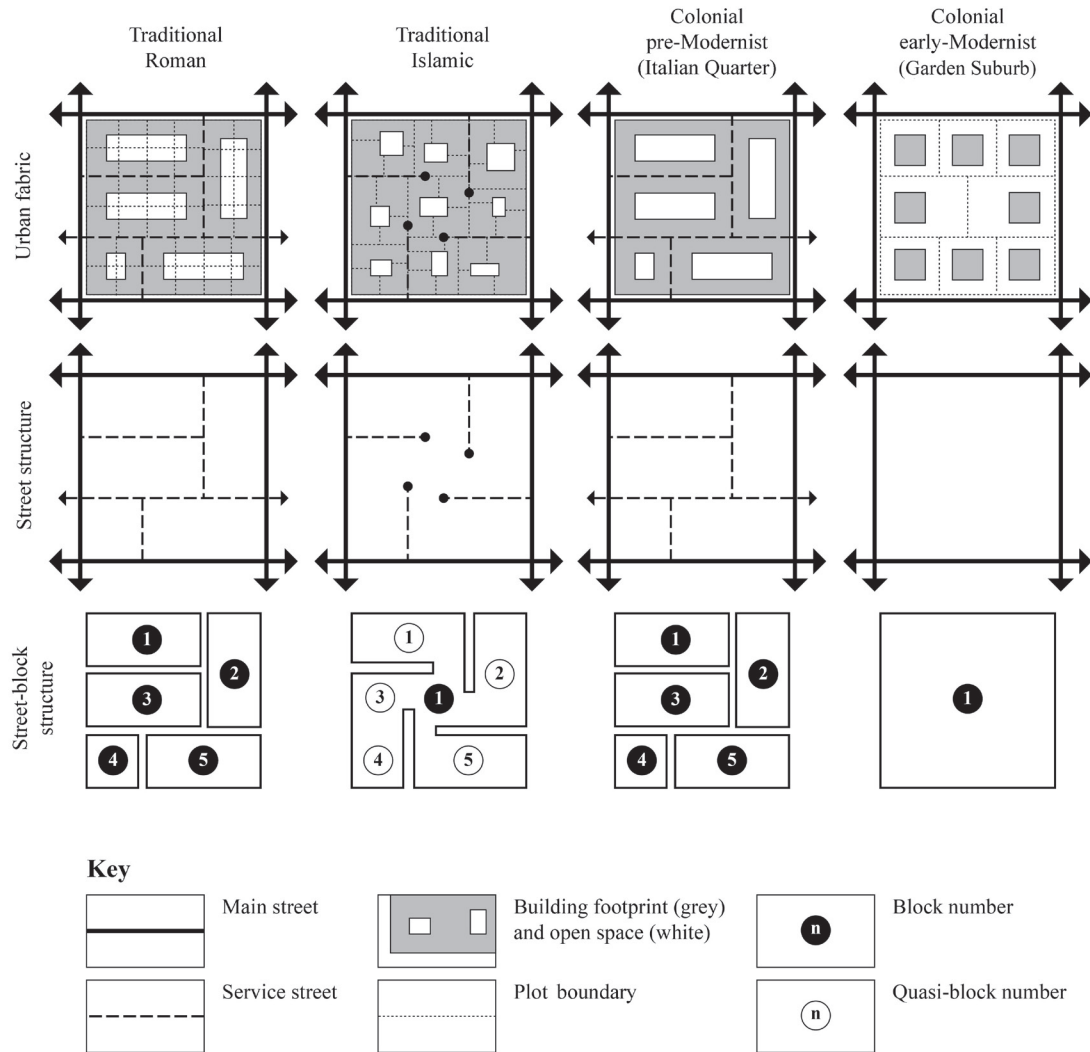 Traditional
Roman
Traditional
Islamic
Colonial
pre-Modernist
(Italian Quarter)
Colonial
early-Modernist
(Garden Suburb)
Urban fabric
Street structure
Street-block
structure
1
2
3
4
5
1
2
3
1
4
5
1
2
3
4
5
1
Key
Main street
Building footprint (grey)
and open space (white)
n
Block number
Service street
Plot boundary
n
Quasi-block number